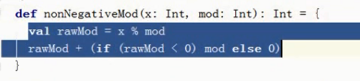 def nonNegativeMod(x: Int, mod: Int): Int = {
  val rawMod = x % mod
  rawMod + (if (rawMod < 0) mod else 0)
}